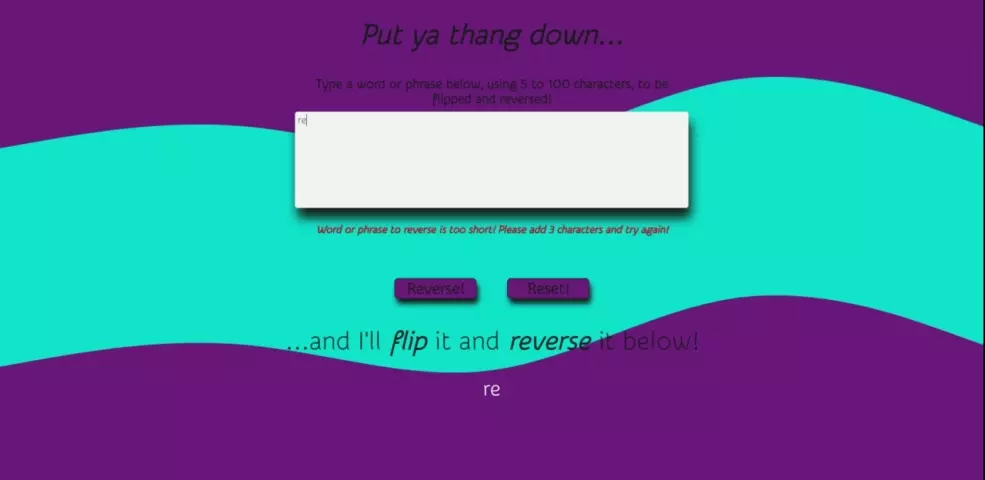 Put ya thang down...
Type a word or phrase below, using 5 to 100 characters, to be
flipped and reversed!
re
Word or phrase to reverse is too short! Please add 3 characters and try again!
Reverse! Reset!
...and I'll flip it and reverse it below!
re